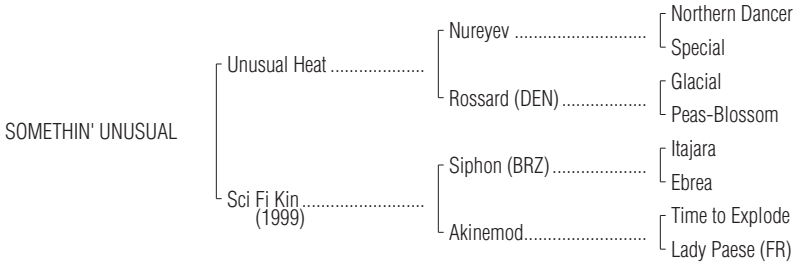 Northern Dancer
Nureyev ............................
Special
Unusual Heat .....................
Glacial
Rossard (DEN) ..................
Peas-Blossom
SOMETHIN' UNUSUAL
Itajara
Siphon (BRZ) ....................
Ebrea
Sci Fi Kin ...........................
(1999)
Time to Explode
Akinemod...........................
Lady Paese (FR)